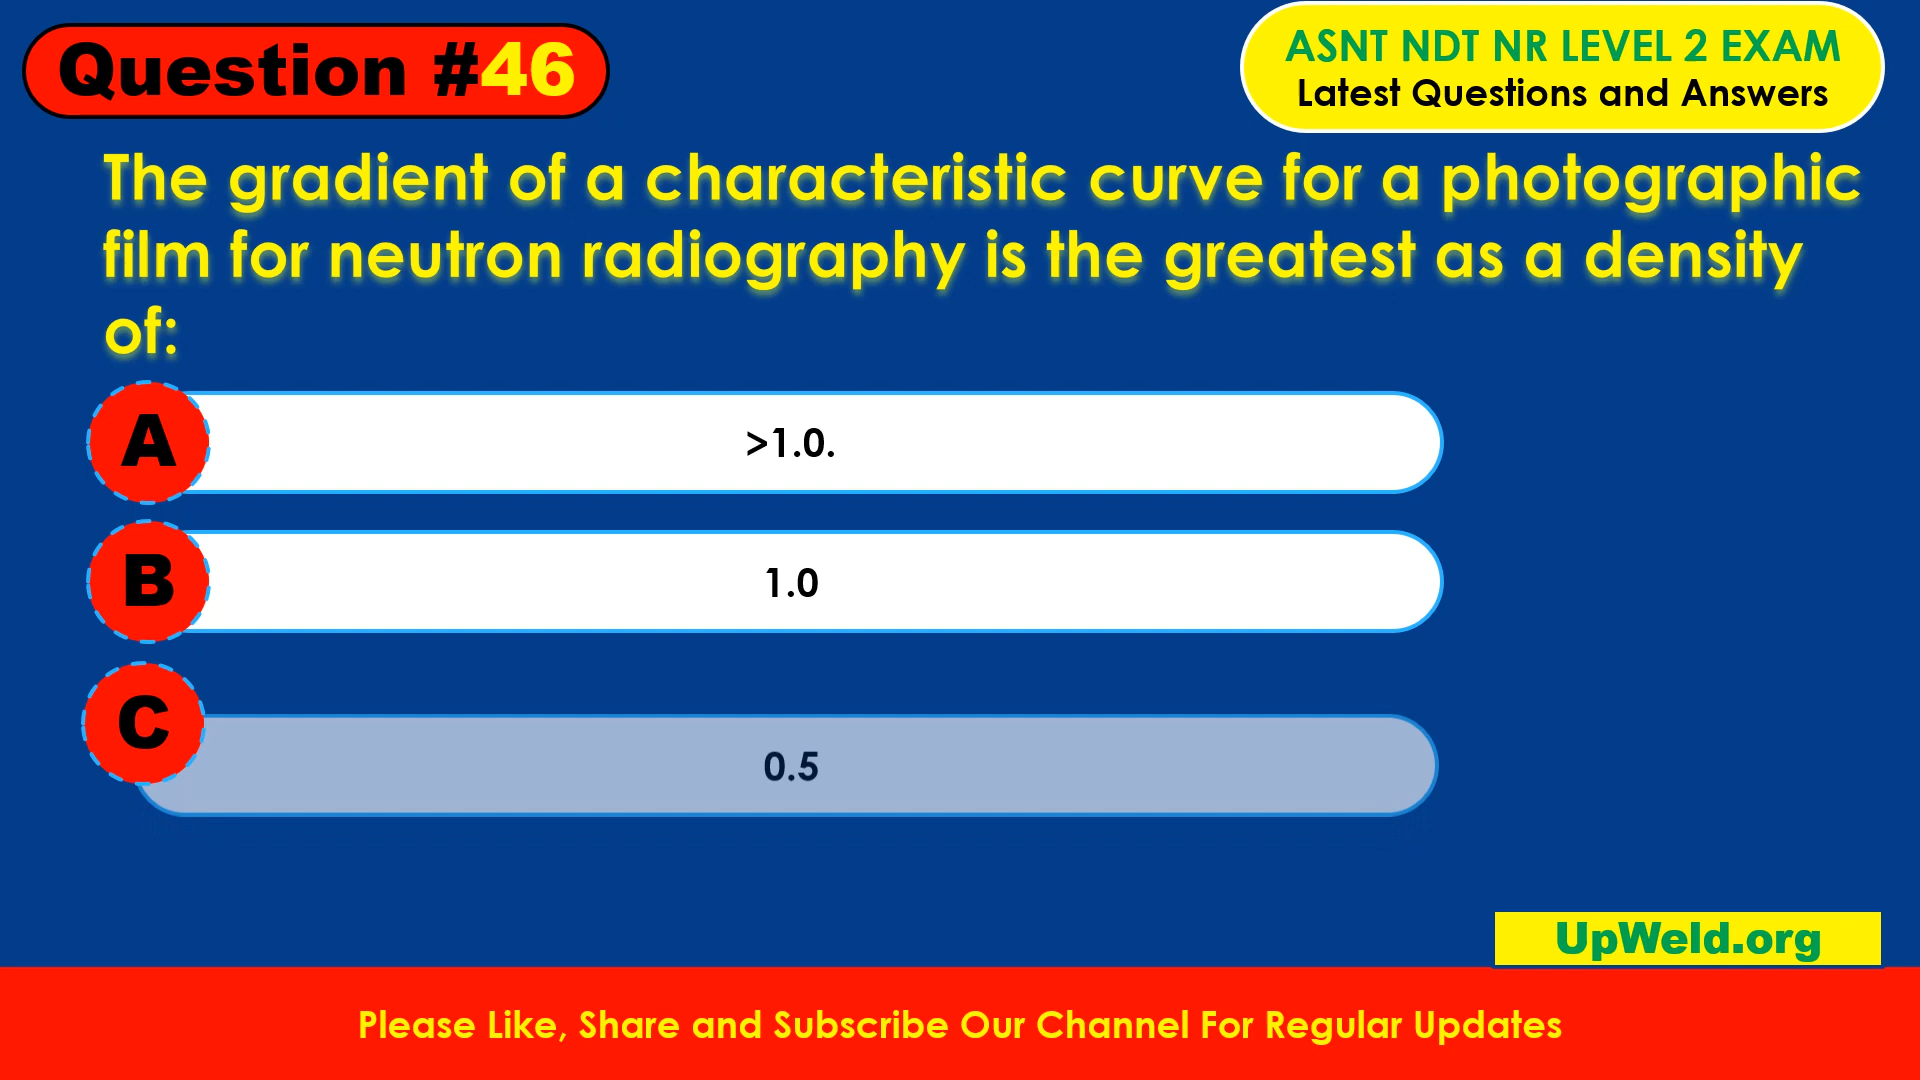 Question #46
ASNT NDT NR LEVEL 2 EXAM
Latest Questions and Answers
The gradient of a characteristic curve for a photographic
film for neutron radiography is the greatest as a density
of:
A
>1.0.
B
1.0
C
0.5
UpWeld.org
Please Like, Share and Subscribe Our Channel For Regular Updates